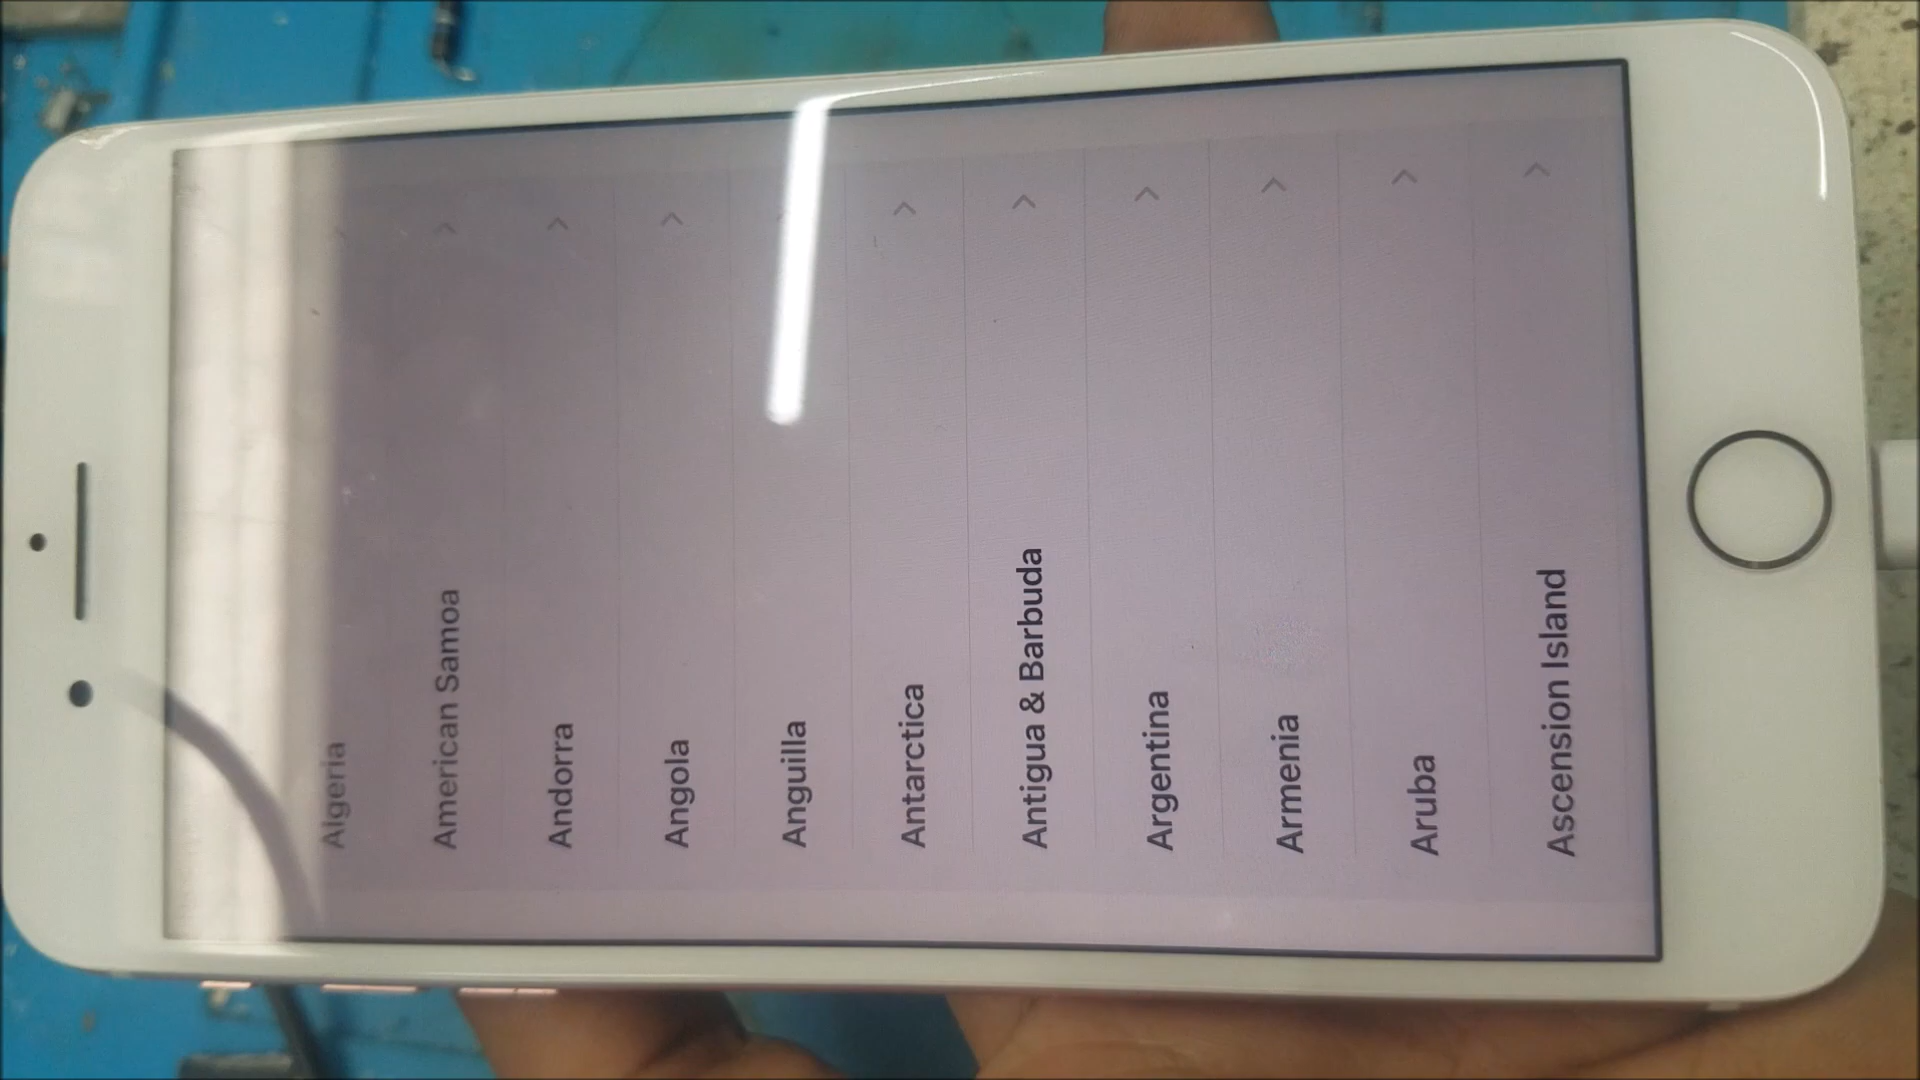 Algeria
American Samoa
Andorra
Angola
Anguilla
Antarctica
Antigua & Barbuda
Argentina
Armenia
Aruba
Ascension Island